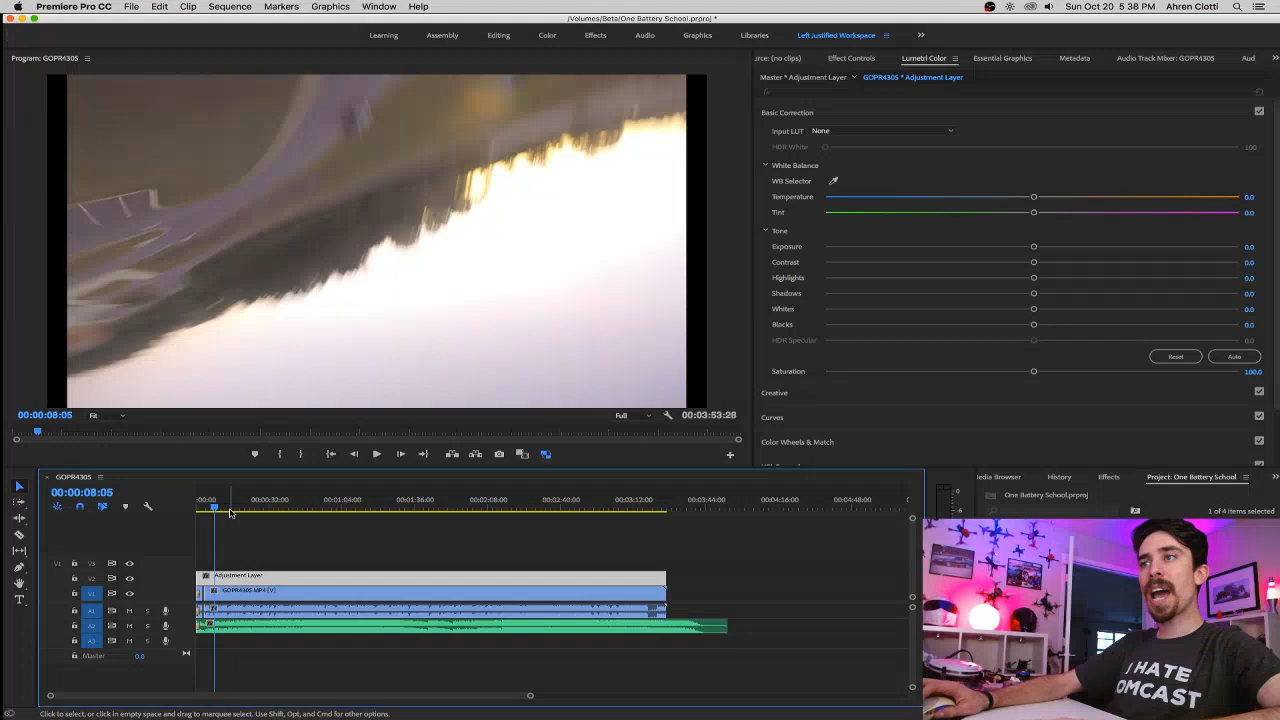 Premiere Pro CC File Edit Clip Sequence Markers Graphics Window Help Sun Oct 20 5:38 PM Ahren Ciotti
/Volumes/Beta/One Battery School.prproj *
Learning Assembly Editing Color Effects Audio Graphics Libraries Left Justified Workspace
Program: GOPR4305
urce: (no clips) Effect Controls Lumetri Color Essential Graphics Metadata Audio Track Mixer: GOPR4305 Aud
Master * Adjustment Layer GOPR4305 * Adjustment Layer
fx
Basic Correction
Input LUT None
HDR White 100
White Balance
WB Selector
Temperature 0.0
Tint 0.0
Tone
Exposure 0.0
Contrast 0.0
Highlights 0.0
Shadows 0.0
Whites 0.0
Blacks 0.0
HDR Specular 0.0
Reset Auto
Saturation 100.0
Creative
Curves
Color Wheels & Match
00:00:08:05 Fit Full 00:03:53:28
GOPR4305
00:00:08:05
:00:00 00:00:32:00 00:01:04:00 00:01:36:00 00:02:08:00 00:02:40:00 00:03:12:00 00:03:44:00 00:04:16:00 00:04:48:00
V1 V3
V2 Adjustment Layer
V1 GOPR4305.MP4 [V]
A1 M S
A2 M S
A3 M S
Master 0.0
0
-6
edia Browser History Effects Project: One Battery School
One Battery School.prproj
1 of 4 items selected
I HATE
OMCAST
Click to select, or click in empty space and drag to marquee select. Use Shift, Opt, and Cmd for other options.